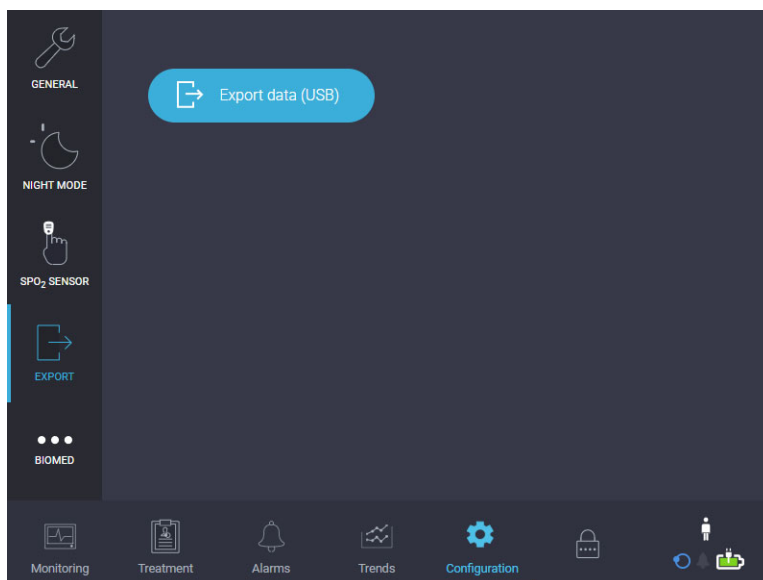 GENERAL
Export data (USB)
NIGHT MODE
SPO₂ SENSOR
EXPORT
BIOMED
Monitoring
Treatment
Alarms
Trends
Configuration